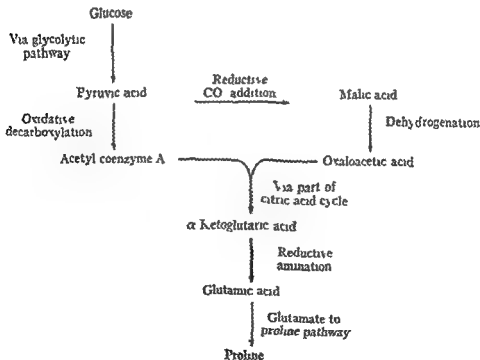 Glucose
Via glycolytic
pathway
Pyruvic acid
Reductive
CO addition
Malic acid
Oxidative
decarboxylation
Dehydrogenation
Acetyl coenzyme A
Oxaloacetic acid
Via part of
citric acid cycle
α Ketoglutaric acid
Reductive
amination
Glutamic acid
Glutamate to
proline pathway
Proline